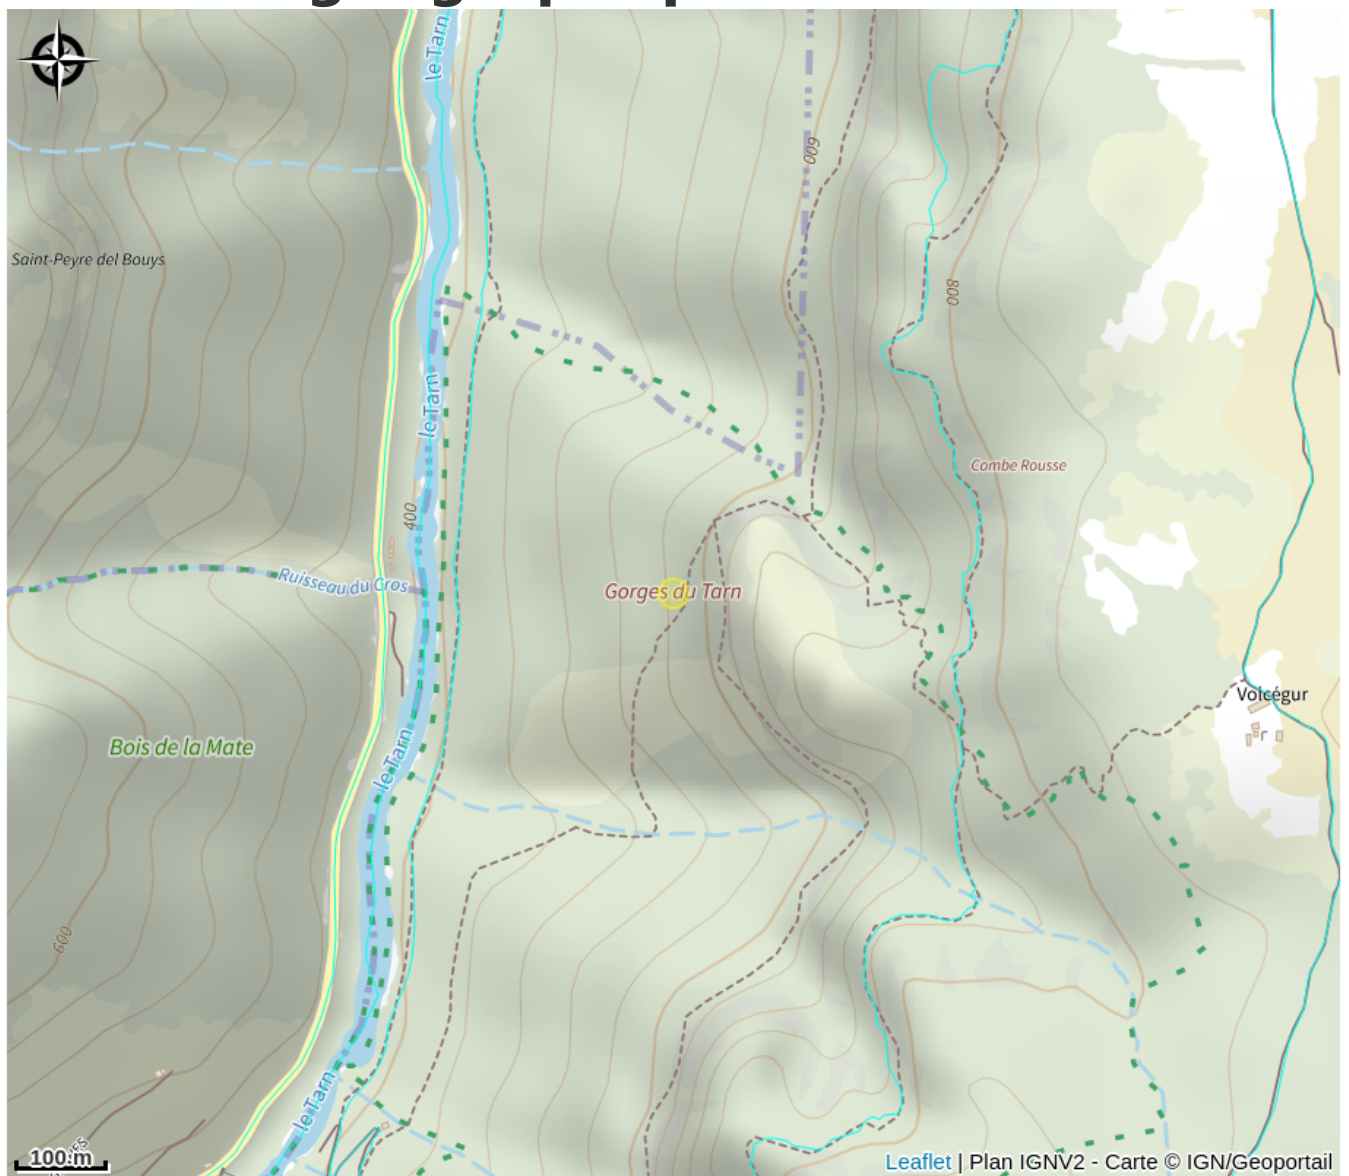 le Tarn
600
Saint-Peyre del Bouys
800
le Tarn
Combe Rousse
400
Ruisseau du Cros
Gorges du Tarn
Volcégur
Bois de la Mate
le Tarn
600
le Tarn
100 m
Leaflet | Plan IGNV2 - Carte © IGN/Geoportail